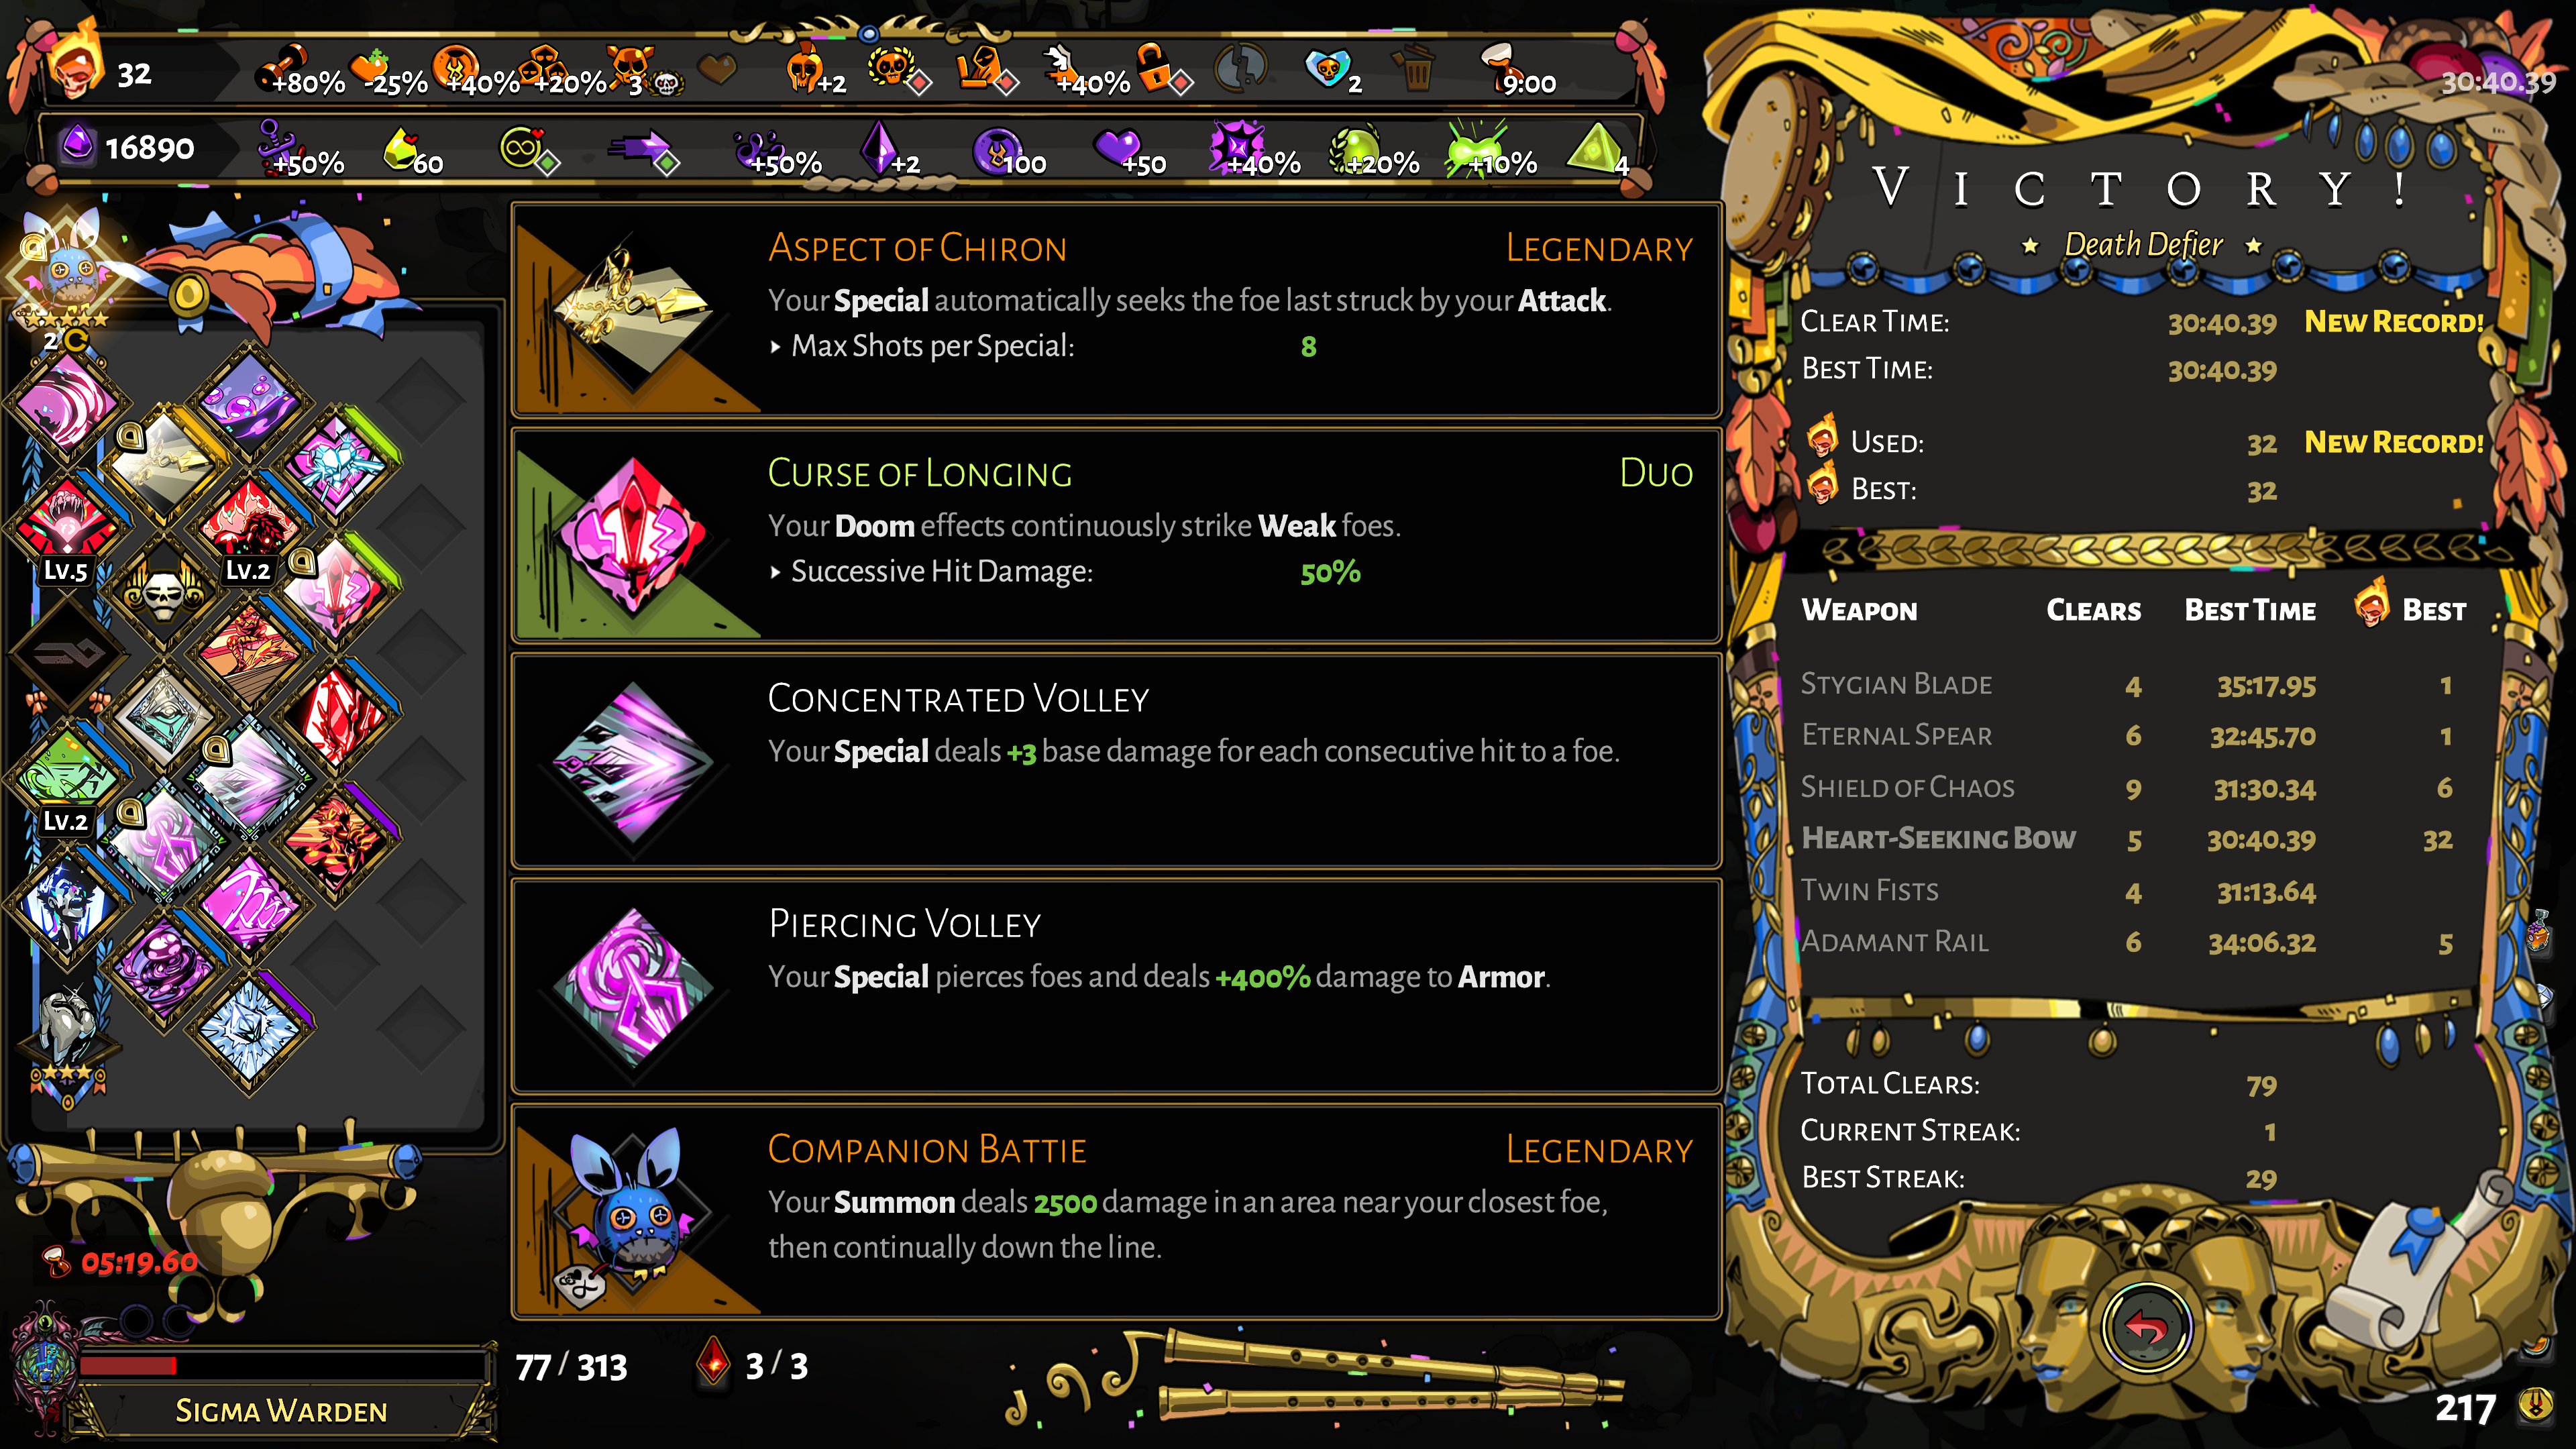 32 +80% -25% +40% +20% 3 +2 +40% 2 9:00
30:40.39
16890 +50% 60 +50% +2 100 +50 +40% +20% +10% 4
2
Lv.5 Lv.2
Lv.2
05:19.60
Sigma Warden
77 / 313 3 / 3
Aspect of Chiron Legendary
Your Special automatically seeks the foe last struck by your Attack.
Max Shots per Special: 8
Curse of Longing Duo
Your Doom effects continuously strike Weak foes.
Successive Hit Damage: 50%
Concentrated Volley
Your Special deals +3 base damage for each consecutive hit to a foe.
Piercing Volley
Your Special pierces foes and deals +400% damage to Armor.
Companion Battie Legendary
Your Summon deals 2500 damage in an area near your closest foe,
then continually down the line.
VICTORY!
Death Defier
Clear Time: 30:40.39 New Record!
Best Time: 30:40.39
Used: 32 New Record!
Best: 32
Weapon Clears Best Time Best
Stygian Blade 4 35:17.95 1
Eternal Spear 6 32:45.70 1
Shield of Chaos 9 31:30.34 6
Heart-Seeking Bow 5 30:40.39 32
Twin Fists 4 31:13.64
Adamant Rail 6 34:06.32 5
Total Clears: 79
Current Streak: 1
Best Streak: 29
217